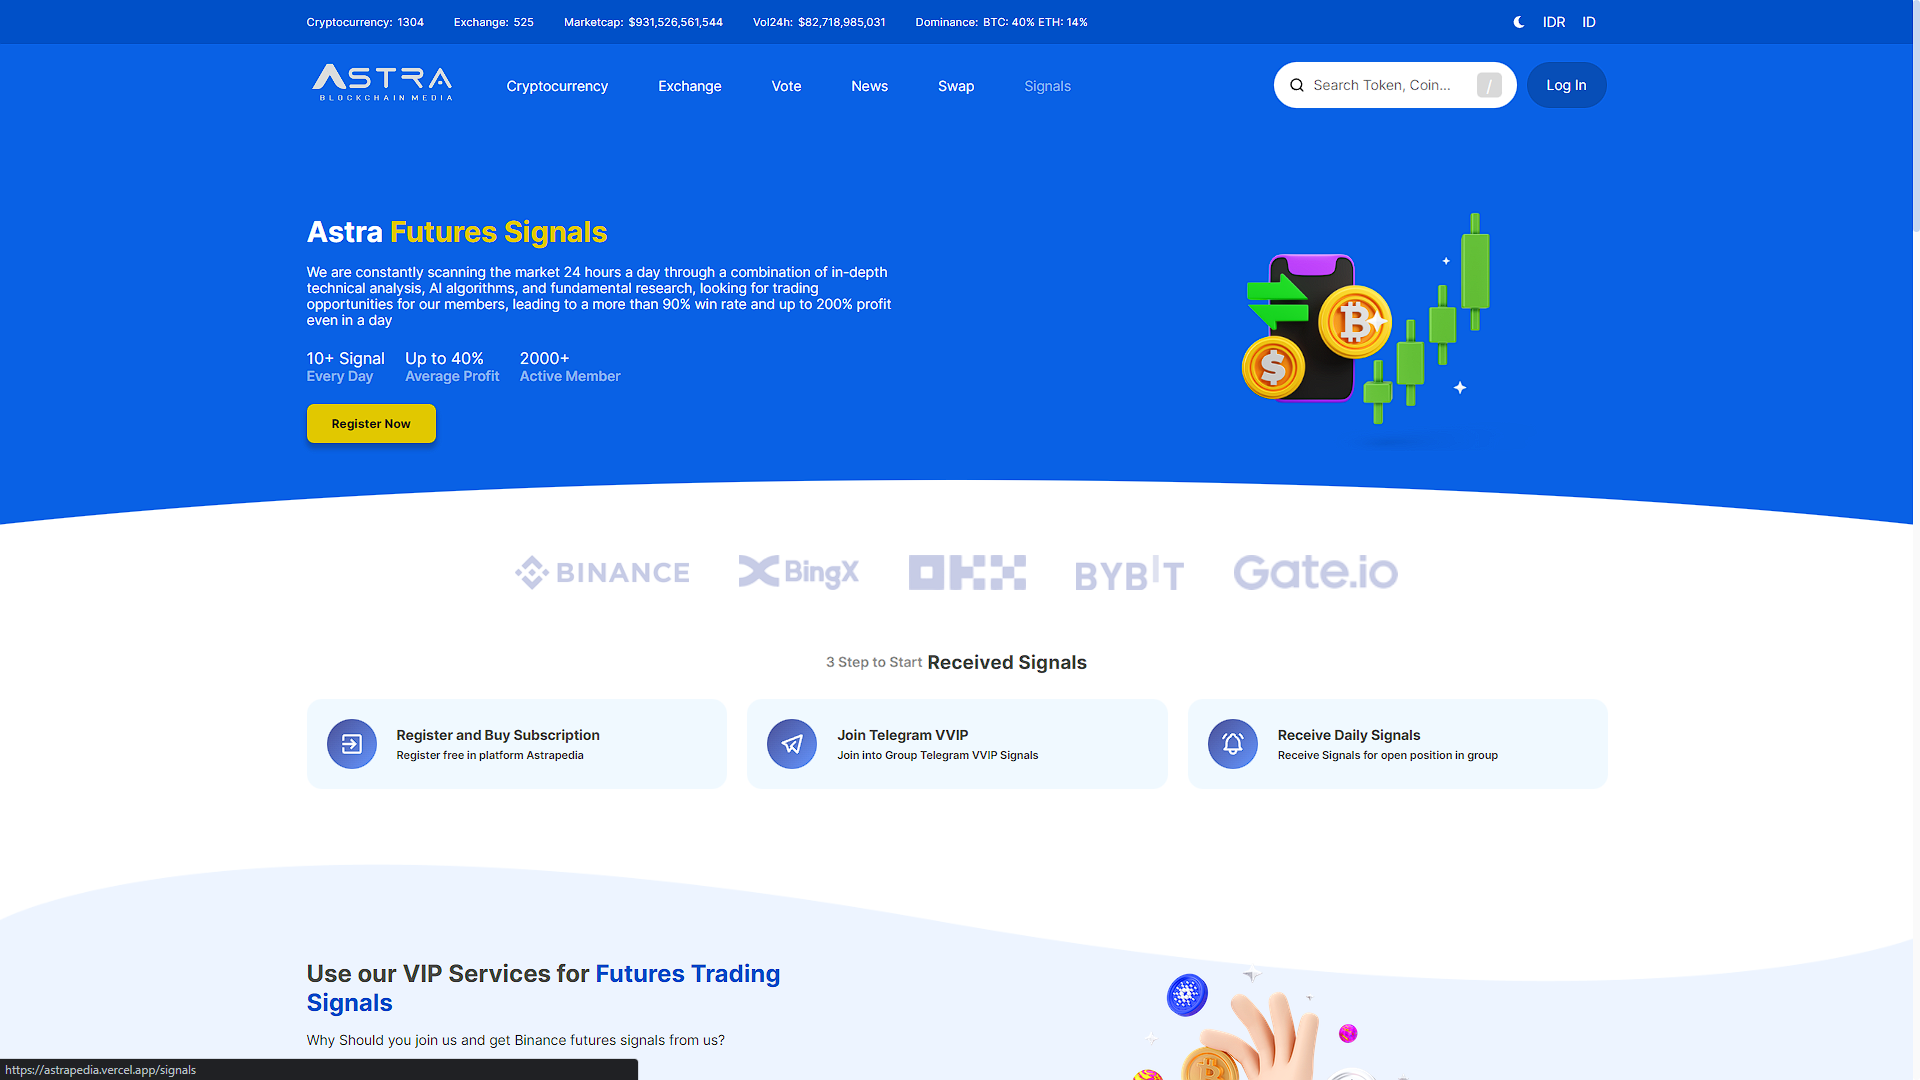 Cryptocurrency: 1304 Exchange: 525 Marketcap: $931,526,561,544 Vol24h: $82,718,985,031 Dominance: BTC: 40% ETH: 14% IDR ID
ASTRA
BLOCKCHAIN MEDIA
Cryptocurrency Exchange Vote News Swap Signals
Search Token, Coin... /
Log In
Astra Futures Signals
We are constantly scanning the market 24 hours a day through a combination of in-depth
technical analysis, AI algorithms, and fundamental research, looking for trading
opportunities for our members, leading to a more than 90% win rate and up to 200% profit
even in a day
10+ Signal
Every Day
Up to 40%
Average Profit
2000+
Active Member
Register Now
BINANCE BingX OKX BYBIT Gate.io
3 Step to Start Received Signals
Register and Buy Subscription
Register free in platform Astrapedia
Join Telegram VVIP
Join into Group Telegram VVIP Signals
Receive Daily Signals
Receive Signals for open position in group
Use our VIP Services for Futures Trading
Signals
Why Should you join us and get Binance futures signals from us?
https://astrapedia.vercel.app/signals